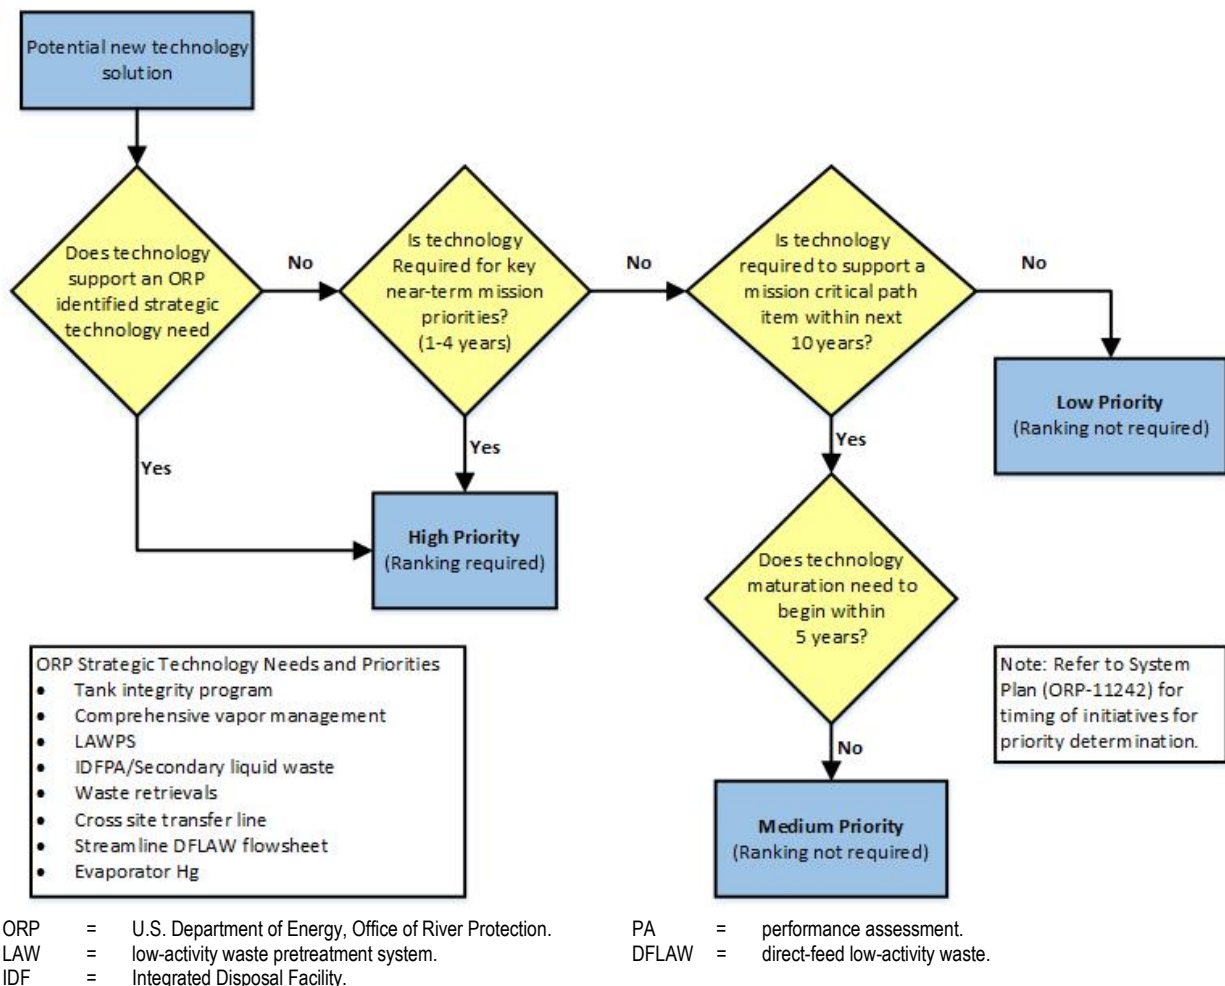 Potential new technology
solution
Does technology
support an ORP
identified strategic
technology need
No
Is technology
Required for key
near-term mission
priorities?
(1-4 years)
No
Is technology
required to support a
mission critical path
item within next
10 years?
No
Low Priority
(Ranking not required)
Yes
Yes
Yes
High Priority
(Ranking required)
Does technology
maturation need to
begin within
5 years?
No
Medium Priority
(Ranking not required)
ORP Strategic Technology Needs and Priorities
● Tank integrity program
● Comprehensive vapor management
● LAWPS
● IDFPA/Secondary liquid waste
● Waste retrievals
● Cross site transfer line
● Streamline DFLAW flowsheet
● Evaporator Hg
Note: Refer to System
Plan (ORP-11242) for
timing of initiatives for
priority determination.
ORP = U.S. Department of Energy, Office of River Protection.
LAW = low-activity waste pretreatment system.
IDF = Integrated Disposal Facility.
PA = performance assessment.
DFLAW = direct-feed low-activity waste.